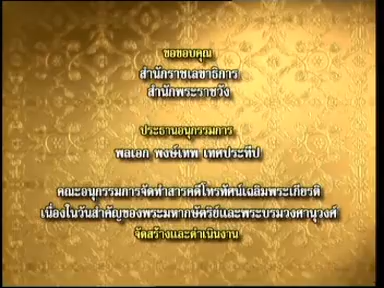 ขอขอบคุณ
สำนักราชเลขาธิการ
สำนักพระราชวัง
ประธานอนุกรรมการ
พลเอก พงษ์เทพ เทศประทีป
คณะอนุกรรมการจัดทำสารคดีโทรทัศน์เฉลิมพระเกียรติ
เนื่องในวันสำคัญของพระมหากษัตริย์และพระบรมวงศานุวงศ์
จัดสร้างและดำเนินงาน